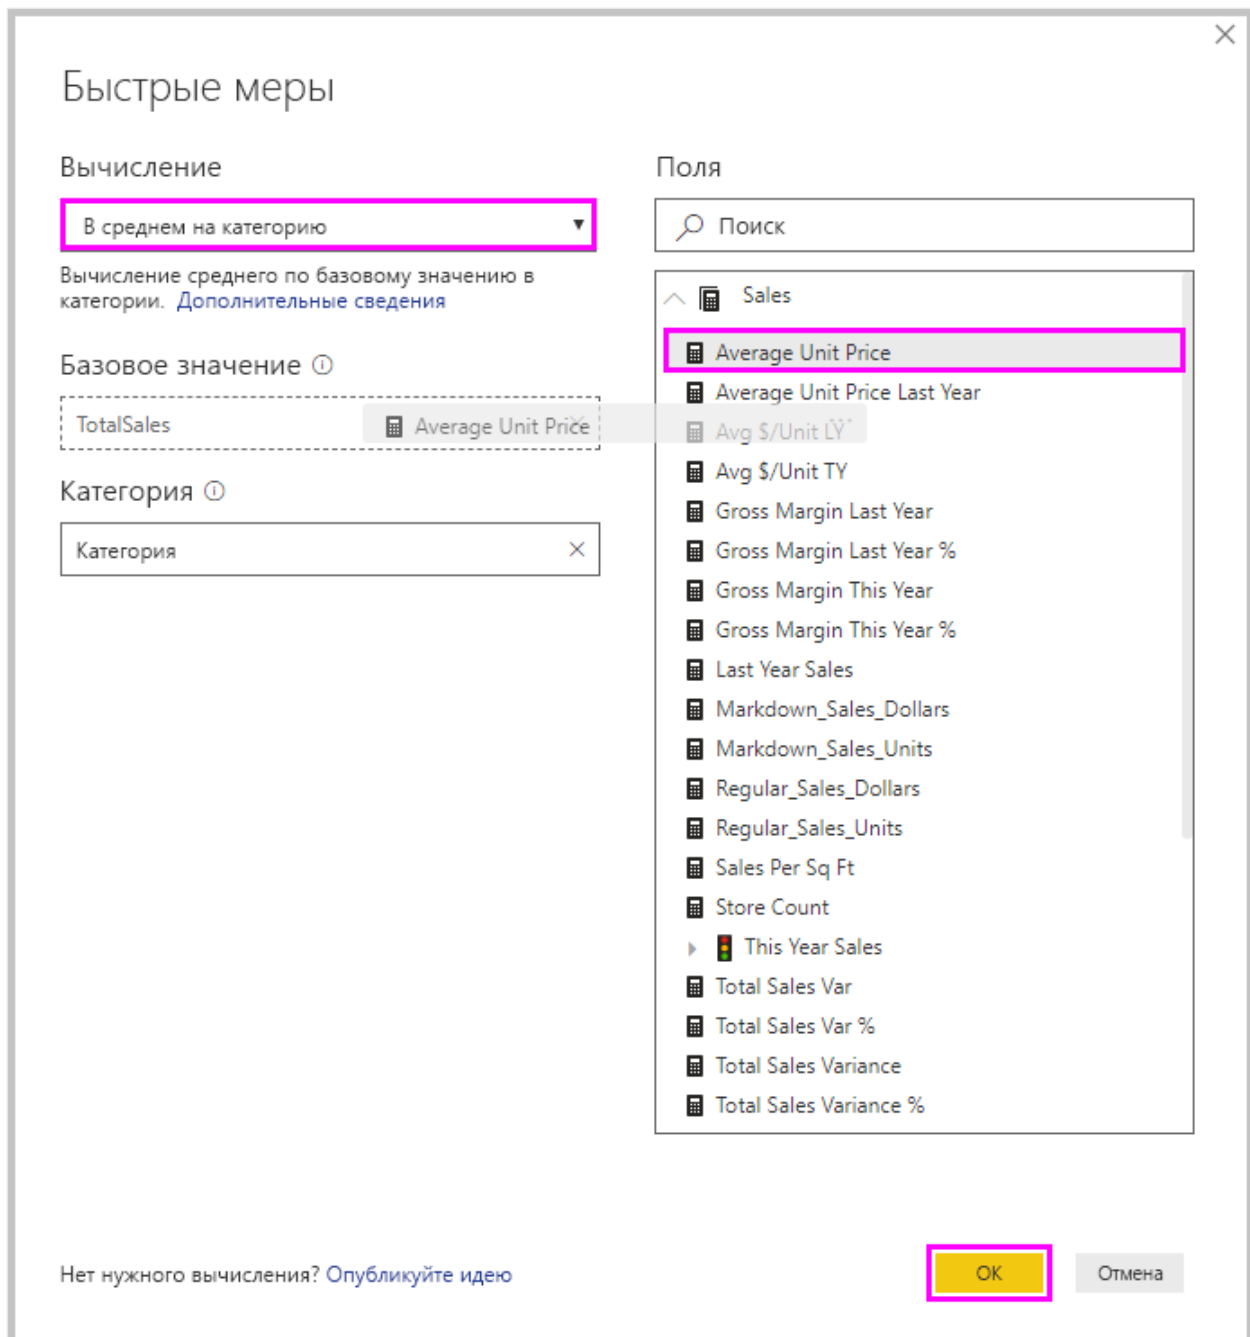 Быстрые меры
Вычисление
В среднем на категорию
Вычисление среднего по базовому значению в
категории. Дополнительные сведения
Базовое значение
TotalSales
Average Unit Price
Категория
Категория
Поля
Поиск
Sales
Average Unit Price
Average Unit Price Last Year
Avg $/Unit LY
Avg $/Unit TY
Gross Margin Last Year
Gross Margin Last Year %
Gross Margin This Year
Gross Margin This Year %
Last Year Sales
Markdown_Sales_Dollars
Markdown_Sales_Units
Regular_Sales_Dollars
Regular_Sales_Units
Sales Per Sq Ft
Store Count
This Year Sales
Total Sales Var
Total Sales Var %
Total Sales Variance
Total Sales Variance %
Нет нужного вычисления? Опубликуйте идею
ОК
Отмена